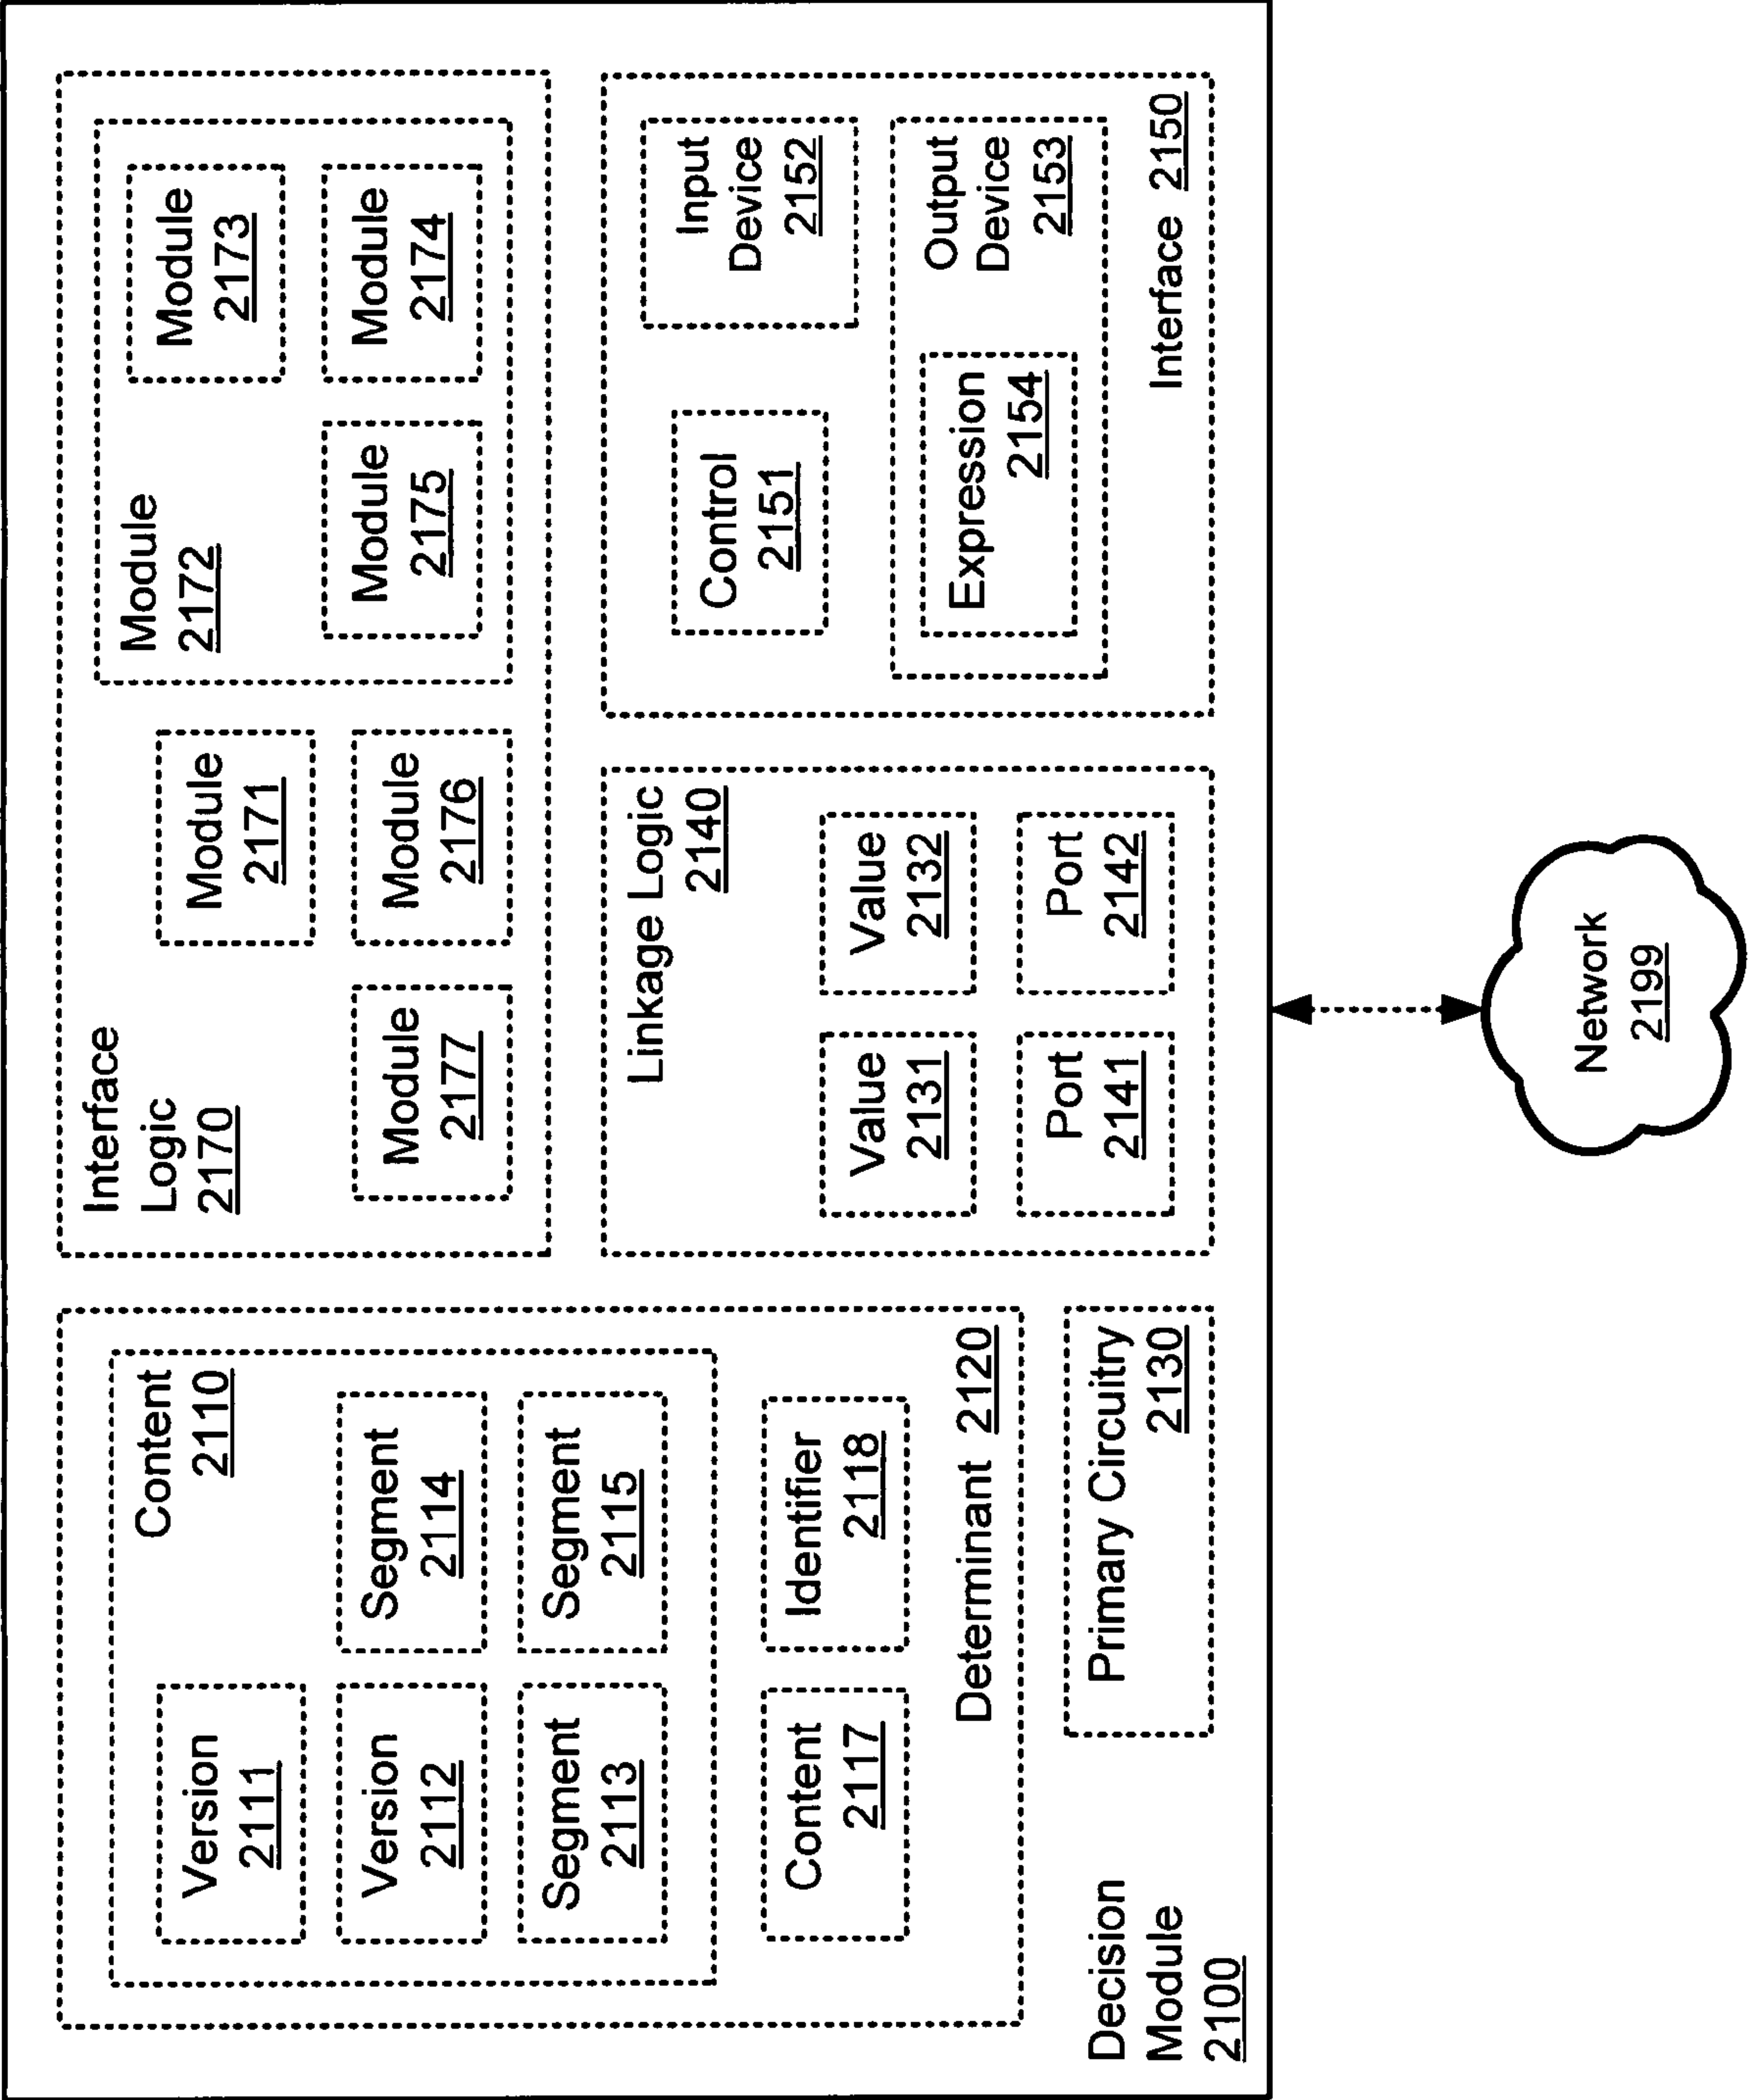 Content
2110
Version
2111
Version
2112
Segment
2114
Segment
2113
Segment
2115
Content
2117
Identifier
2118
Determinant 2120
Decision
Module
2100
Primary Circuitry
2130
Interface
Logic
2170
Module
2171
Module
2177
Module
2176
Module
2172
Module
2173
Module
2175
Module
2174
Linkage Logic
2140
Value
2131
Value
2132
Port
2141
Port
2142
Control
2151
Input
Device
2152
Expression
2154
Output
Device
2153
Interface 2150
Network
2199